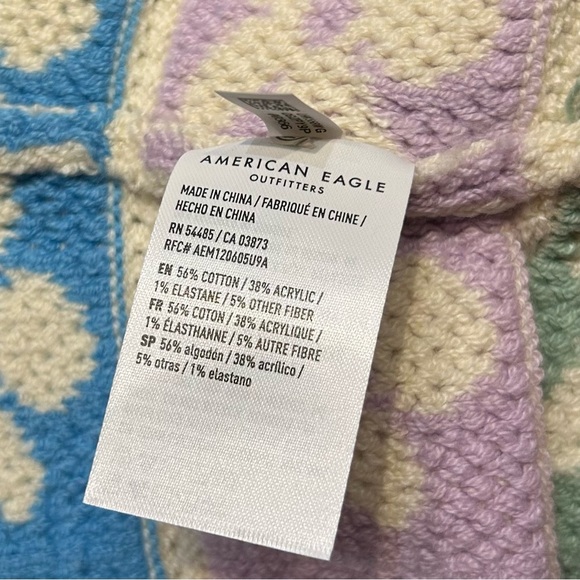 AMERICAN EAGLE
OUTFITTERS
MADE IN CHINA / FABRIQUÉ EN CHINE /
HECHO EN CHINA
RN 54485 / CA 03873
RFC# AEM120605U9A
EN 56% COTTON / 38% ACRYLIC /
1% ELASTANE / 5% OTHER FIBER
FR 56% COTON / 38% ACRYLIQUE /
1% ÉLASTHANNE / 5% AUTRE FIBRE
SP 56% algodón / 38% acrílico /
5% otras / 1% elastano